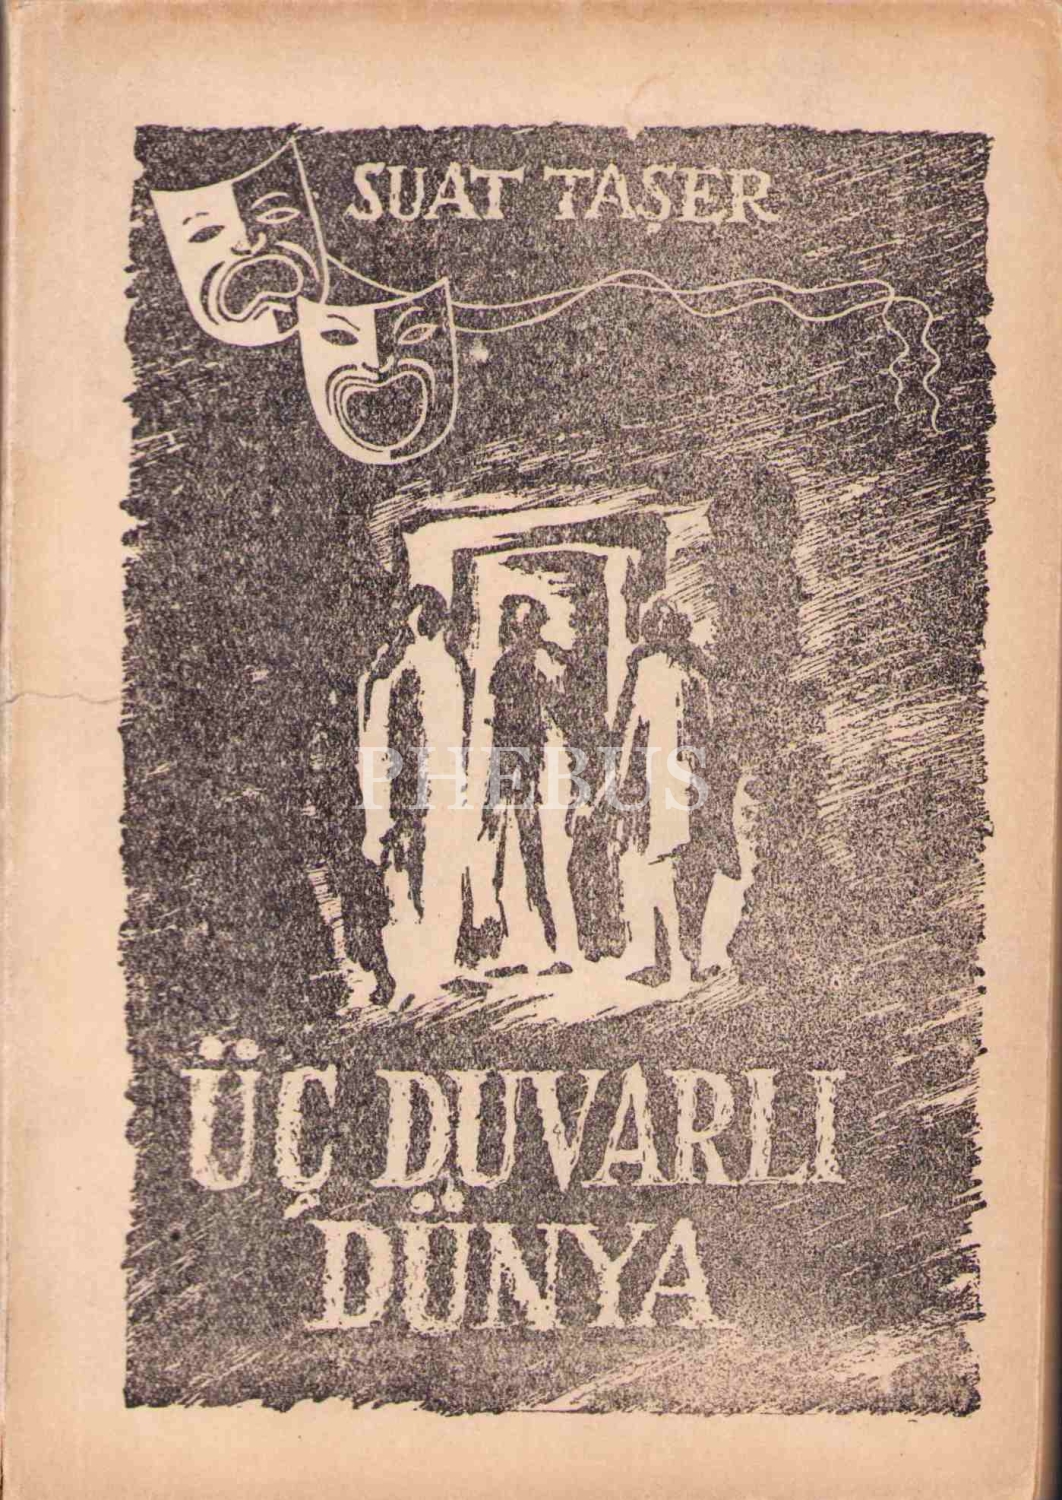 SUAT TAŞER
PHEBUS
ÜÇ DUVARLI
DÜNYA